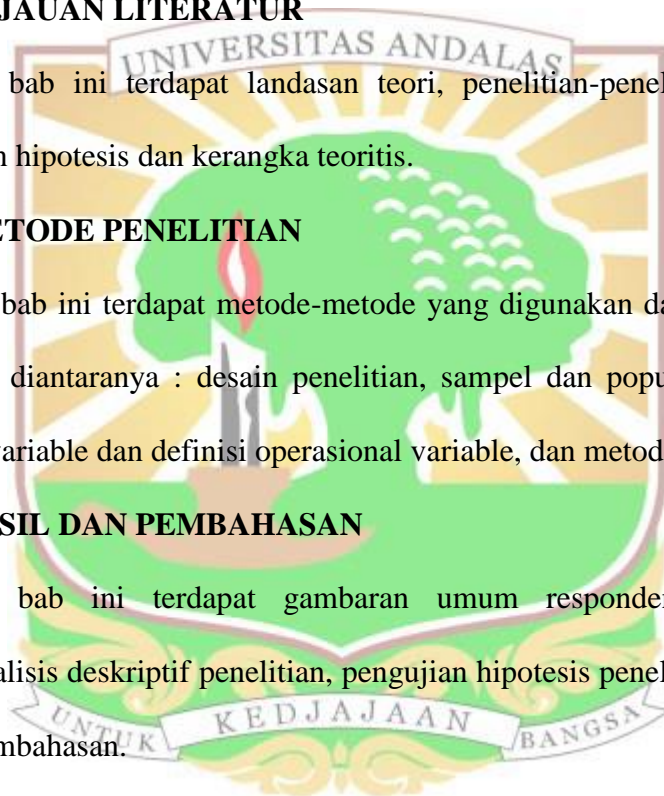 JAUAN LITERATUR
UNIVERSITAS ANDALAS
bab ini terdapat landasan teori, penelitian-penel
hipotesis dan kerangka teoritis.
ETODE PENELITIAN
bab ini terdapat metode-metode yang digunakan da
diantaranya : desain penelitian, sampel dan popu
variable dan definisi operasional variable, dan metod
SIL DAN PEMBAHASAN
bab ini terdapat gambaran umum responde
alisis deskriptif penelitian, pengujian hipotesis penel
UNTUK KEDJAJAAN BANGSA
mbahasan.